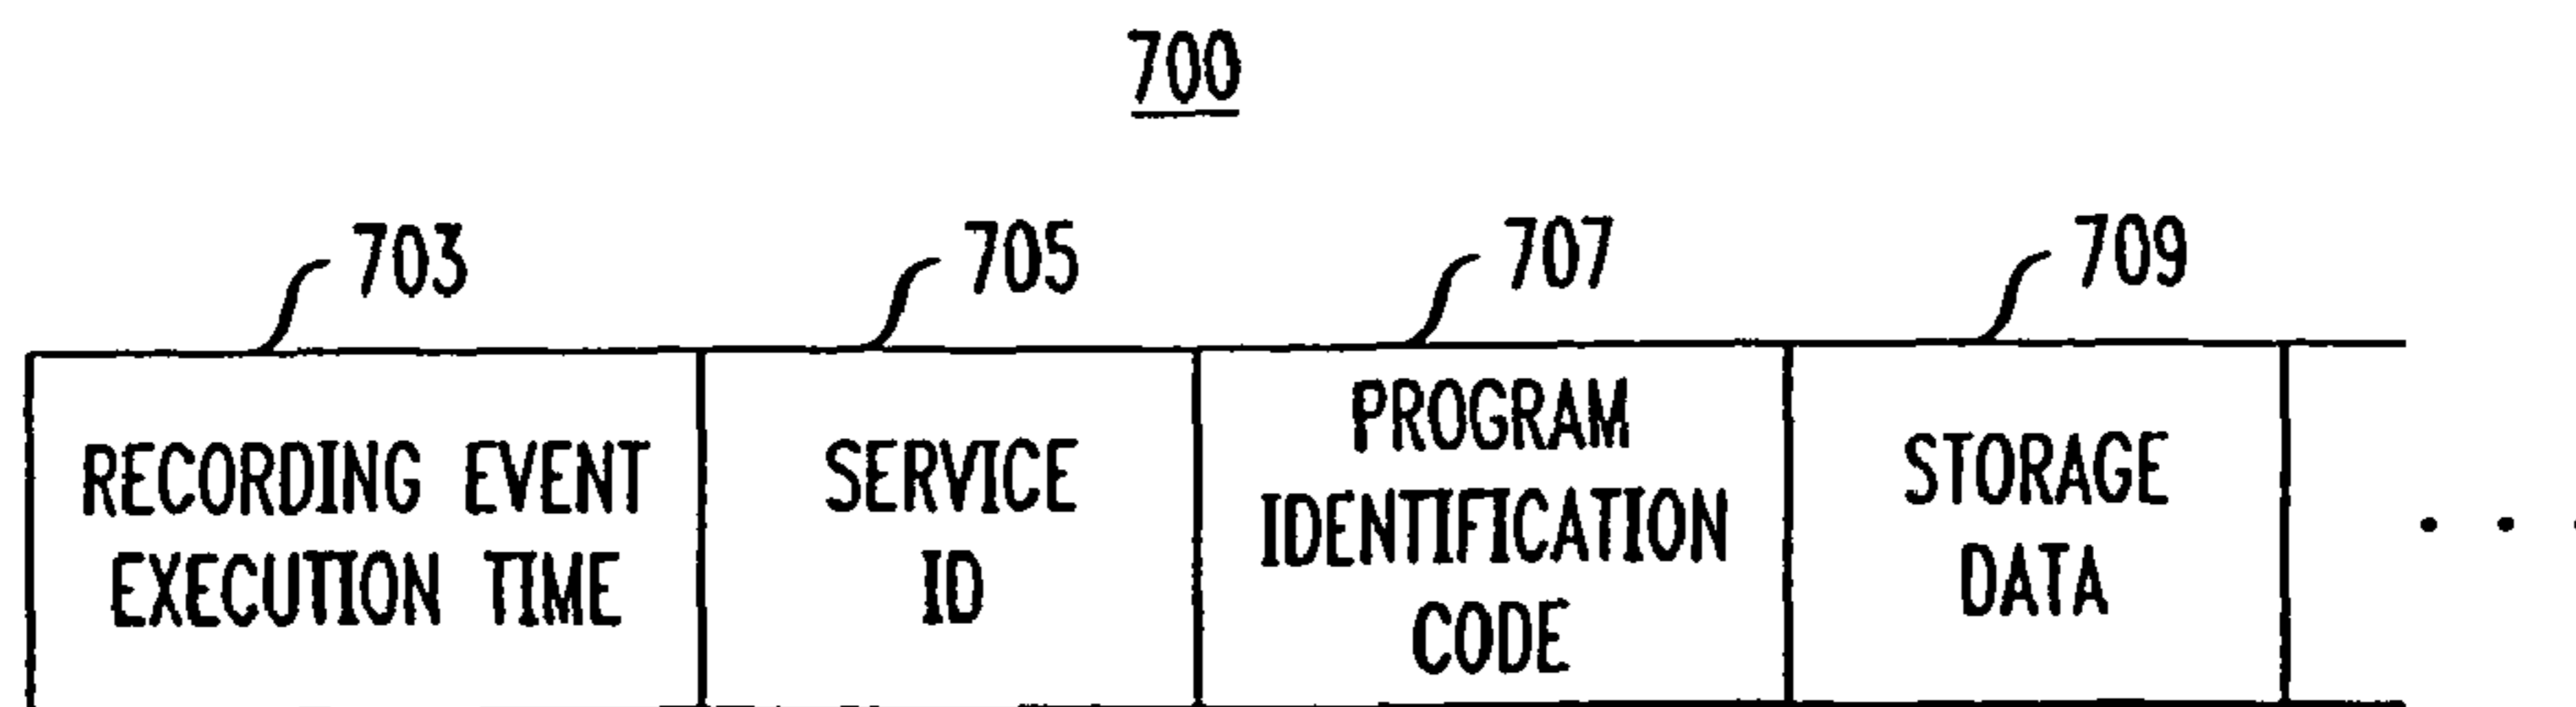 700
703
705
707
709
RECORDING EVENT
EXECUTION TIME
SERVICE
ID
PROGRAM
IDENTIFICATION
CODE
STORAGE
DATA
. . .